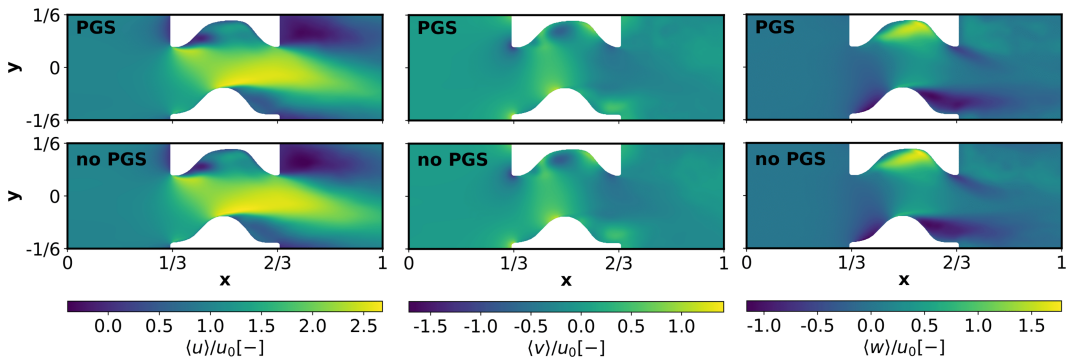 1/6
PGS
PGS
PGS
y
0
-1/6
1/6
no PGS
no PGS
no PGS
y
0
-1/6
0 1/3 2/3 1
0 1/3 2/3 1
0 1/3 2/3 1
x
x
x
0.0 0.5 1.0 1.5 2.0 2.5
-1.5 -1.0 -0.5 0.0 0.5 1.0
-1.0 -0.5 0.0 0.5 1.0 1.5
⟨u⟩/u₀[−]
⟨v⟩/u₀[−]
⟨w⟩/u₀[−]